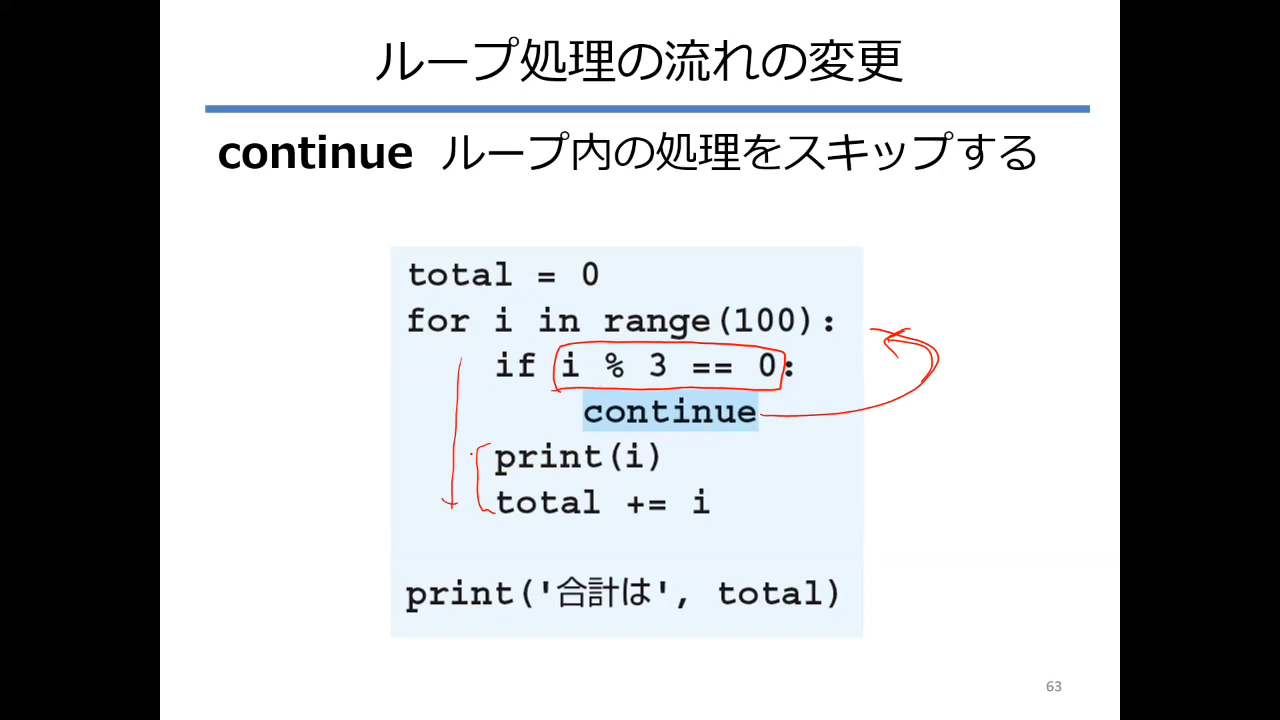 ループ処理の流れの変更
continue ループ内の処理をスキップする
total = 0
for i in range(100):
    if i % 3 == 0:
        continue
    print(i)
    total += i
print('合計は', total)
63